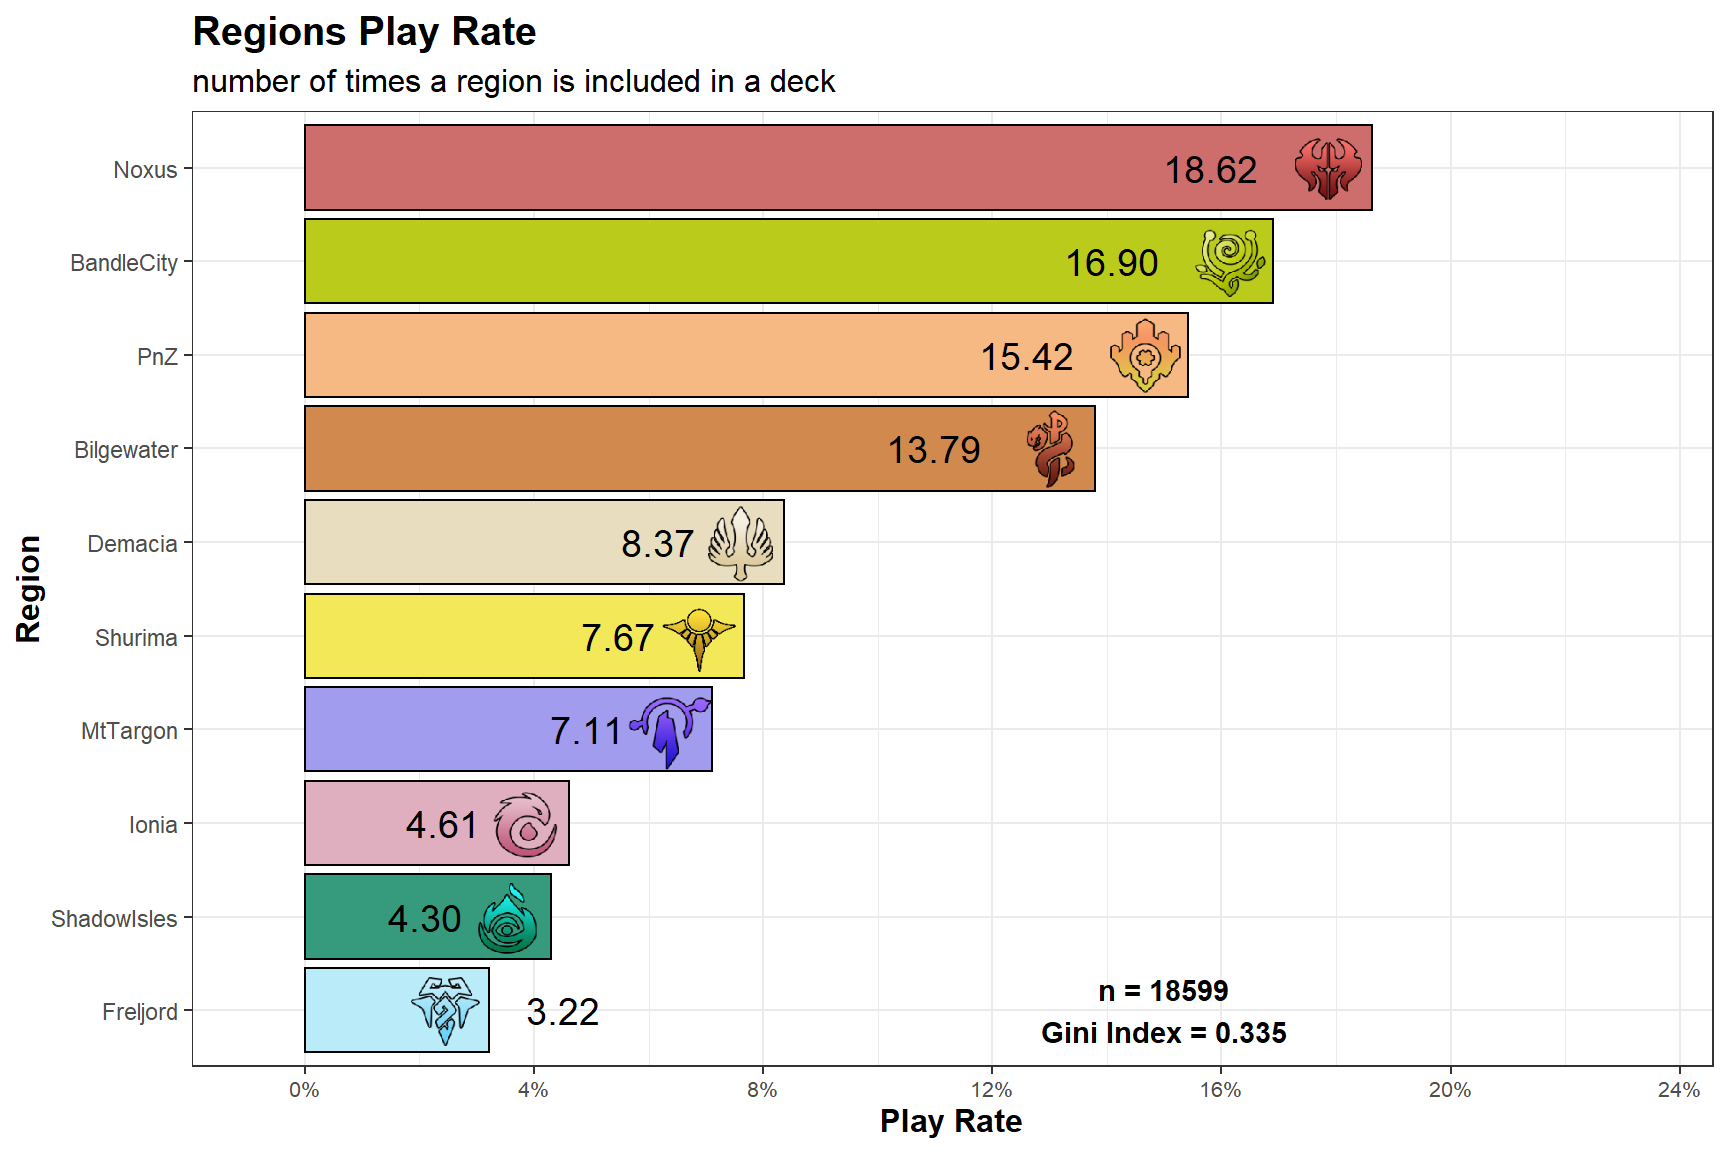 Regions Play Rate
number of times a region is included in a deck
Noxus 18.62
BandleCity 16.90
PnZ 15.42
Bilgewater 13.79
Demacia 8.37
Shurima 7.67
MtTargon 7.11
Ionia 4.61
ShadowIsles 4.30
Freljord 3.22
n = 18599
Gini Index = 0.335
0% 4% 8% 12% 16% 20% 24%
Play Rate
Region